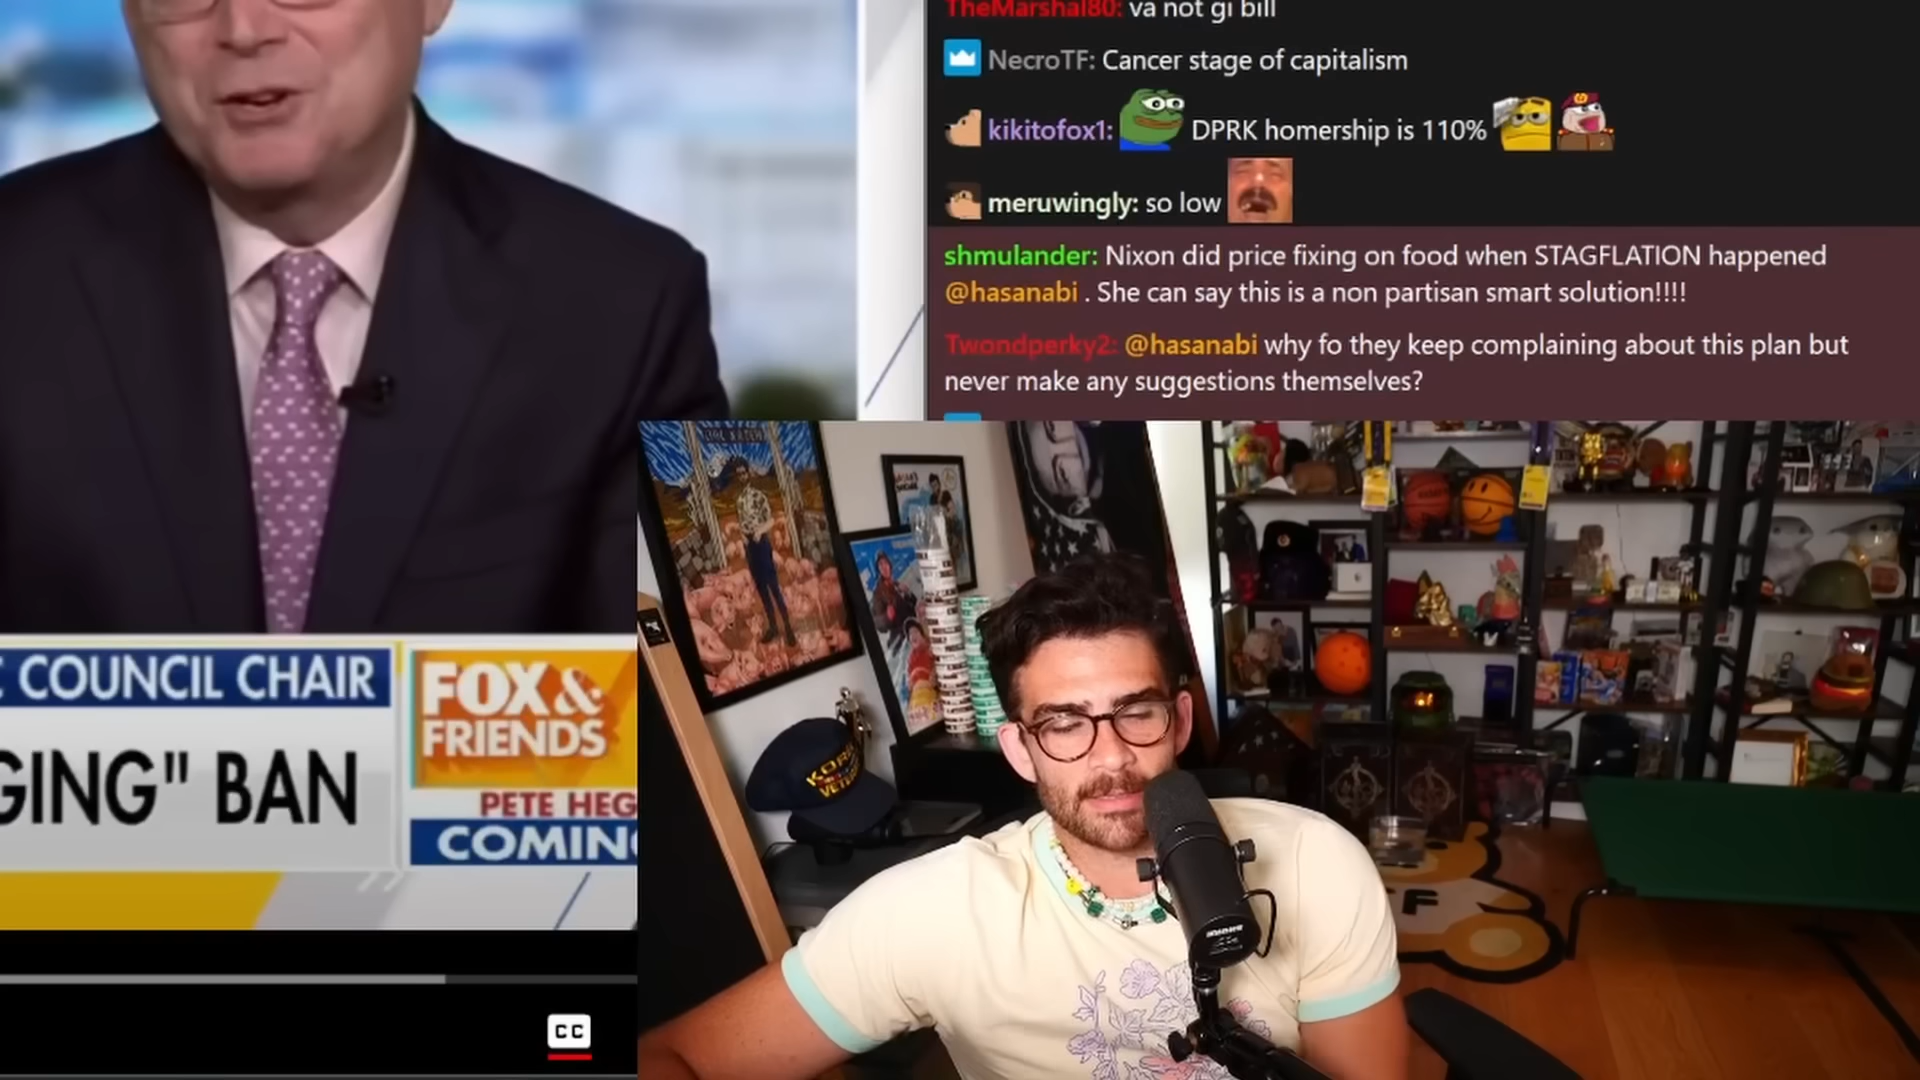 TheMarshal80: va not gi bill
NecroTF: Cancer stage of capitalism
kikitofox1: DPRK homership is 110%
meruwingly: so low
shmulander: Nixon did price fixing on food when STAGFLATION happened
@hasanabi . She can say this is a non partisan smart solution!!!!
Twondperky2: @hasanabi why fo they keep complaining about this plan but
never make any suggestions themselves?
COUNCIL CHAIR
GING" BAN
FOX&
FRIENDS
PETE HEG
COMING
CC